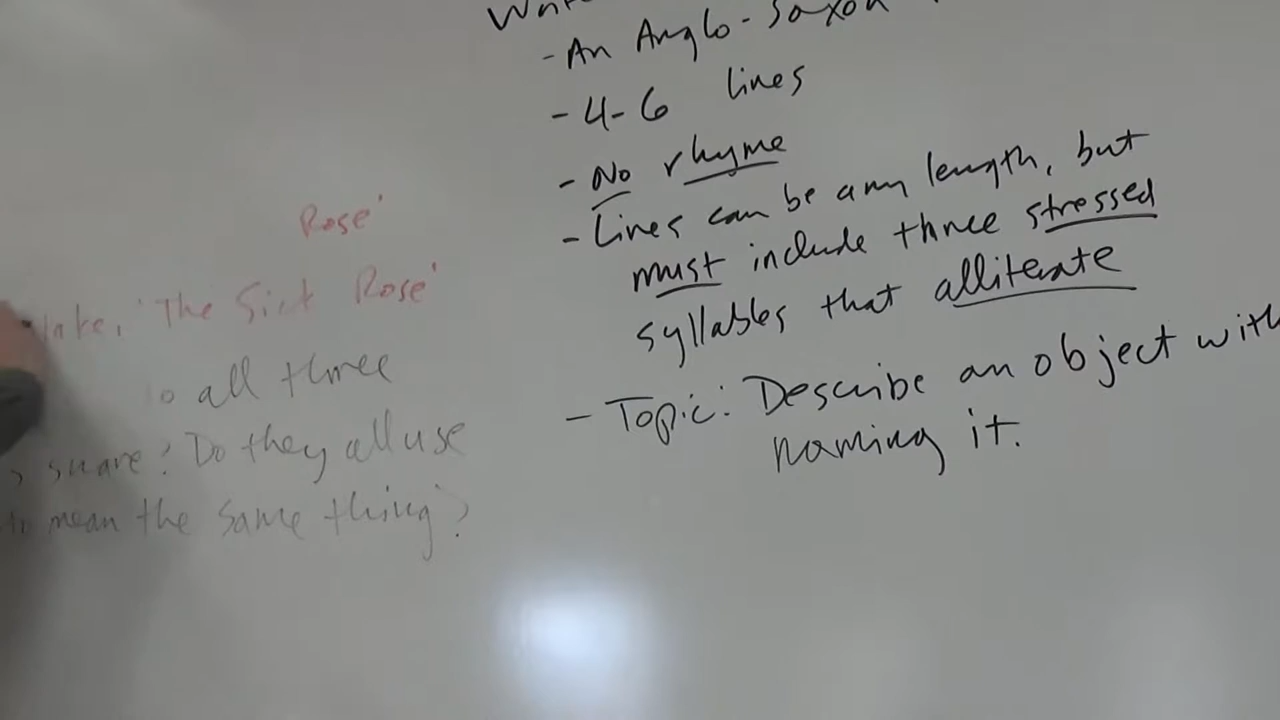 - An Anglo-Saxon
- 4-6 lines
- No rhyme
- Lines can be any length, but
must include three stressed
syllables that alliterate
- Topic: Describe an object with
naming it.
Rose'
'The Sick Rose'
all three
share? Do they all use
mean the same thing?